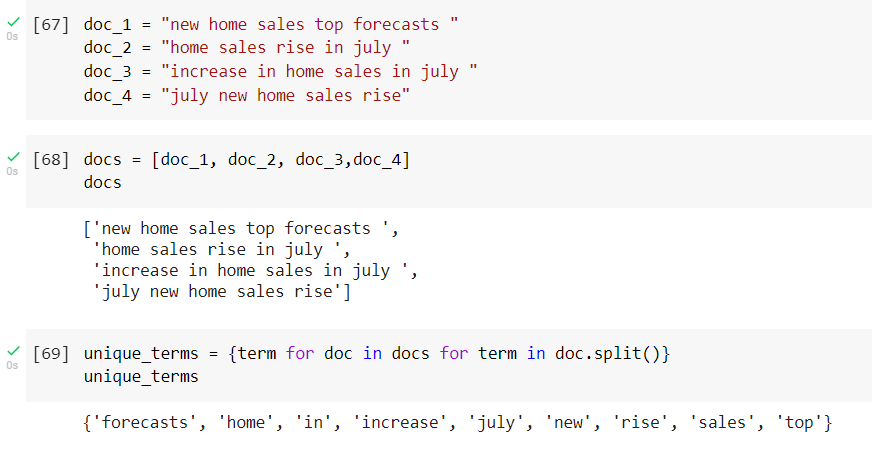 [67] doc_1 = "new home sales top forecasts "
0s
doc_2 = "home sales rise in july "
doc_3 = "increase in home sales in july "
doc_4 = "july new home sales rise"
[68] docs = [doc_1, doc_2, doc_3,doc_4]
0s
docs
['new home sales top forecasts ',
'home sales rise in july ',
'increase in home sales in july ',
'july new home sales rise']
[69] unique_terms = {term for doc in docs for term in doc.split()}
0s
unique_terms
{'forecasts', 'home', 'in', 'increase', 'july', 'new', 'rise', 'sales', 'top'}